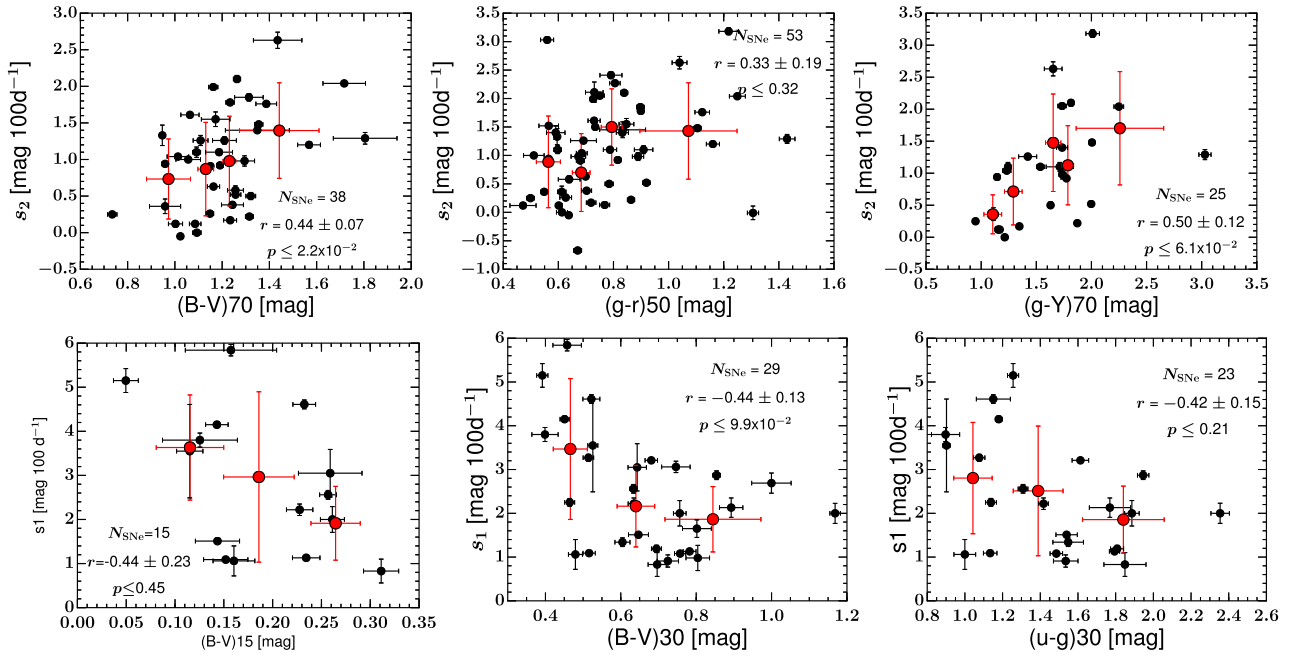 3.0
2.5
2.0
1.5
1.0
0.5
0.0
−0.5
s₂ [mag 100d⁻¹]
N_SNe = 38
r = 0.44 ± 0.07
p ≤ 2.2x10⁻²
0.6 0.8 1.0 1.2 1.4 1.6 1.8 2.0
(B-V)70 [mag]
3.5
3.0
2.5
2.0
1.5
1.0
0.5
0.0
−0.5
−1.0
s₂ [mag 100d⁻¹]
N_SNe = 53
r = 0.33 ± 0.19
p ≤ 0.32
0.4 0.6 0.8 1.0 1.2 1.4 1.6
(g-r)50 [mag]
3.5
3.0
2.5
2.0
1.5
1.0
0.5
0.0
−0.5
s₂ [mag 100d⁻¹]
N_SNe = 25
r = 0.50 ± 0.12
p ≤ 6.1x10⁻²
0.5 1.0 1.5 2.0 2.5 3.0 3.5
(g-Y)70 [mag]
6
5
4
3
2
1
0
s1 [mag 100 d⁻¹]
N_SNe=15
r=-0.44 ± 0.23
p≤0.45
0.00 0.05 0.10 0.15 0.20 0.25 0.30 0.35
(B-V)15 [mag]
6
5
4
3
2
1
0
s₁ [mag 100d⁻¹]
N_SNe = 29
r = −0.44 ± 0.13
p ≤ 9.9x10⁻²
0.4 0.6 0.8 1.0 1.2
(B-V)30 [mag]
6
5
4
3
2
1
0
s1 [mag 100d⁻¹]
N_SNe = 23
r = −0.42 ± 0.15
p ≤ 0.21
0.8 1.0 1.2 1.4 1.6 1.8 2.0 2.2 2.4 2.6
(u-g)30 [mag]